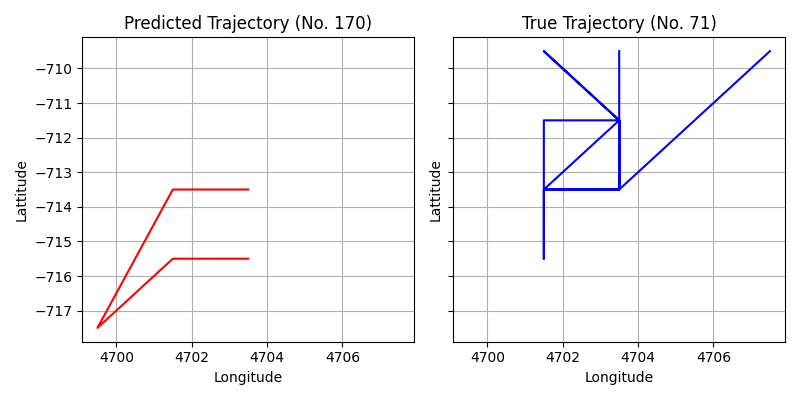 Predicted Trajectory (No. 170)
True Trajectory (No. 71)
Lattitude
−710
−711
−712
−713
−714
−715
−716
−717
4700 4702 4704 4706
Longitude
Lattitude
4700 4702 4704 4706
Longitude